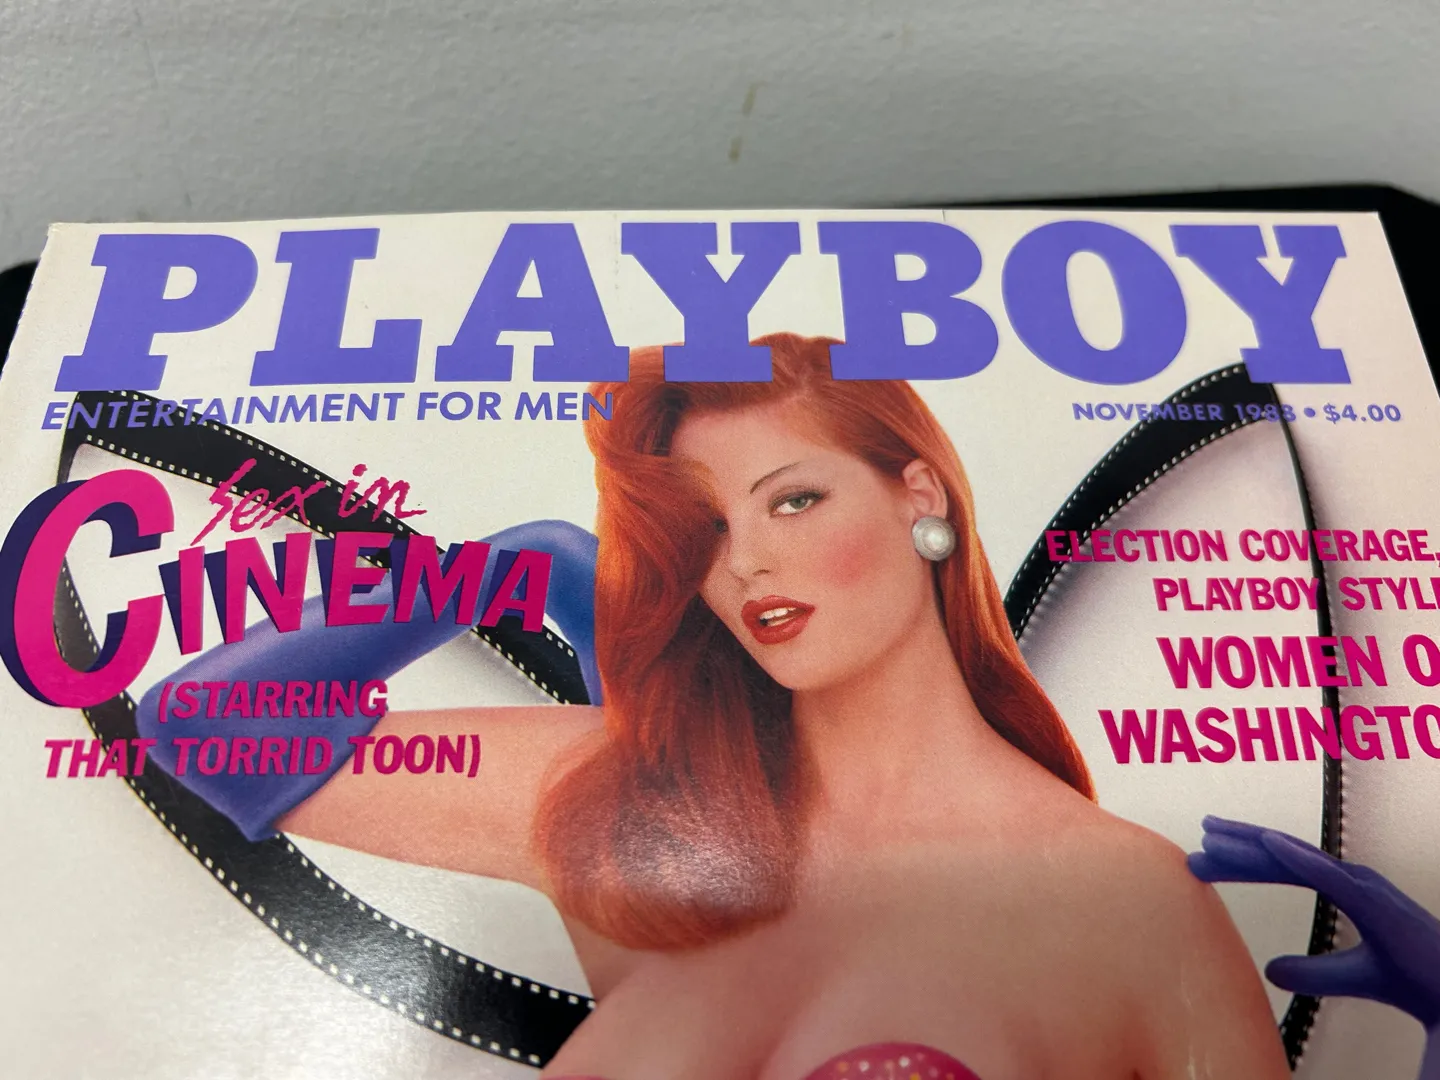 PLAYBOY
ENTERTAINMENT FOR MEN
NOVEMBER 1988 • $4.00
Sex in
CINEMA
(STARRING
THAT TORRID TOON)
ELECTION COVERAGE,
PLAYBOY STYL
WOMEN O
WASHINGTO